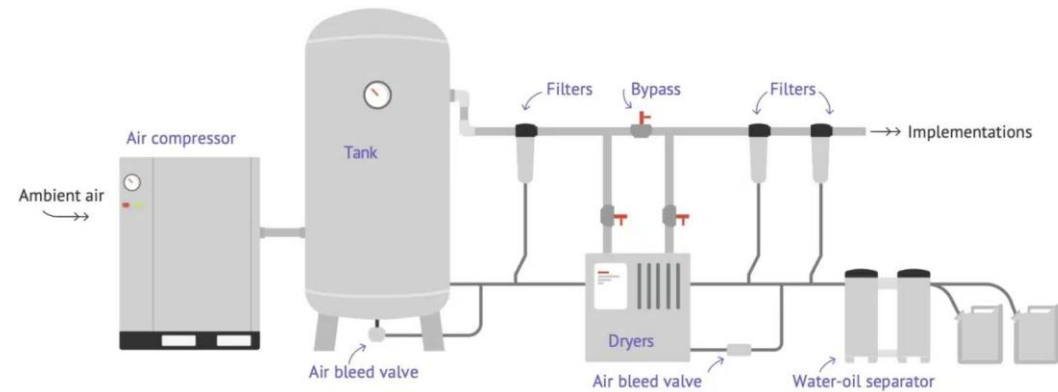 Filters
Bypass
Filters
Air compressor
Implementations
Tank
Ambient air
Dryers
Air bleed valve
Air bleed valve
Water-oil separator